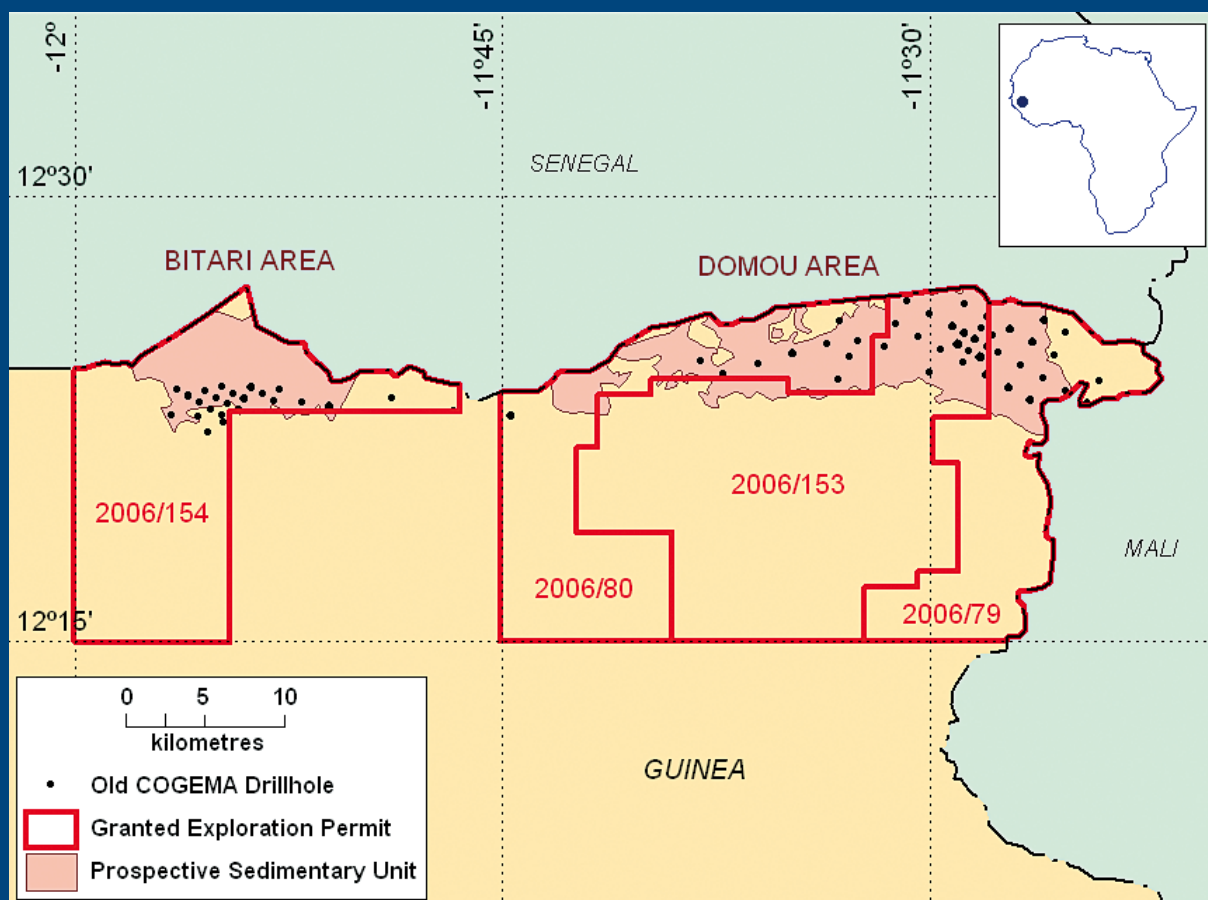 -12º
-11º45'
-11º30'
SENEGAL
12º30'
BITARI AREA
DOMOU AREA
2006/154
2006/153
MALI
2006/80
2006/79
12º15'
0 5 10
kilometres
GUINEA
Old COGEMA Drillhole
Granted Exploration Permit
Prospective Sedimentary Unit